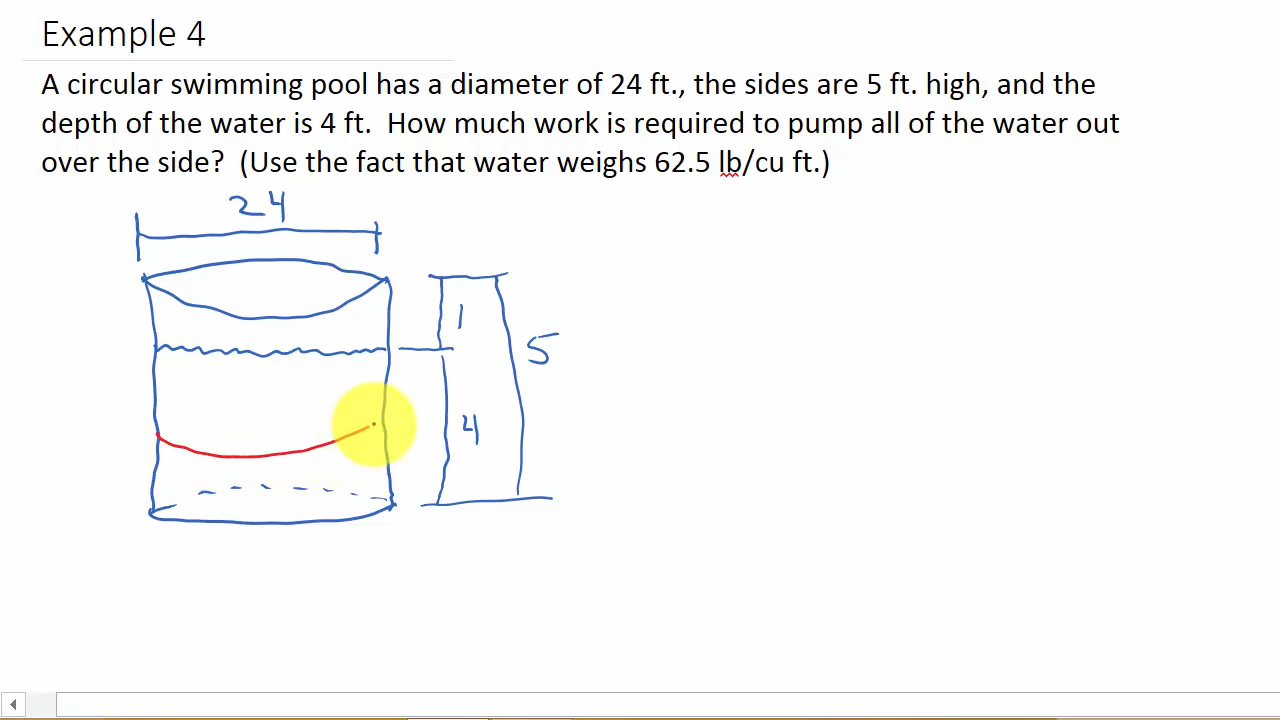 Example 4
A circular swimming pool has a diameter of 24 ft., the sides are 5 ft. high, and the
depth of the water is 4 ft.  How much work is required to pump all of the water out
over the side?  (Use the fact that water weighs 62.5 lb/cu ft.)
24
1
5
4